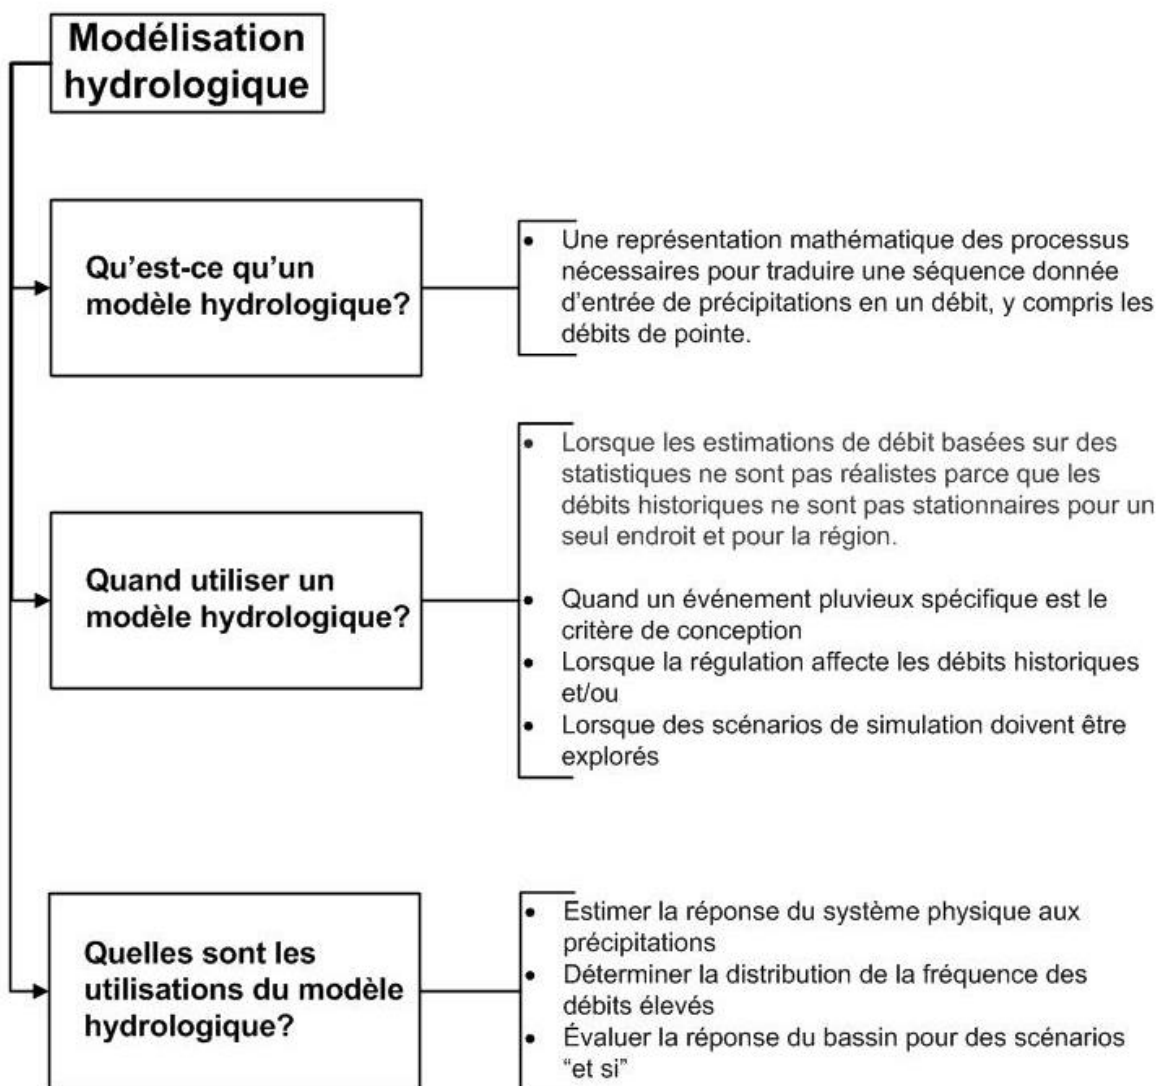 Modélisation
hydrologique
Qu’est-ce qu’un
modèle hydrologique?
• Une représentation mathématique des processus
nécessaires pour traduire une séquence donnée
d’entrée de précipitations en un débit, y compris les
débits de pointe.
Quand utiliser un
modèle hydrologique?
• Lorsque les estimations de débit basées sur des
statistiques ne sont pas réalistes parce que les
débits historiques ne sont pas stationnaires pour un
seul endroit et pour la région.
• Quand un événement pluvieux spécifique est le
critère de conception
• Lorsque la régulation affecte les débits historiques
et/ou
• Lorsque des scénarios de simulation doivent être
explorés
Quelles sont les
utilisations du modèle
hydrologique?
• Estimer la réponse du système physique aux
précipitations
• Déterminer la distribution de la fréquence des
débits élevés
• Évaluer la réponse du bassin pour des scénarios
“et si”